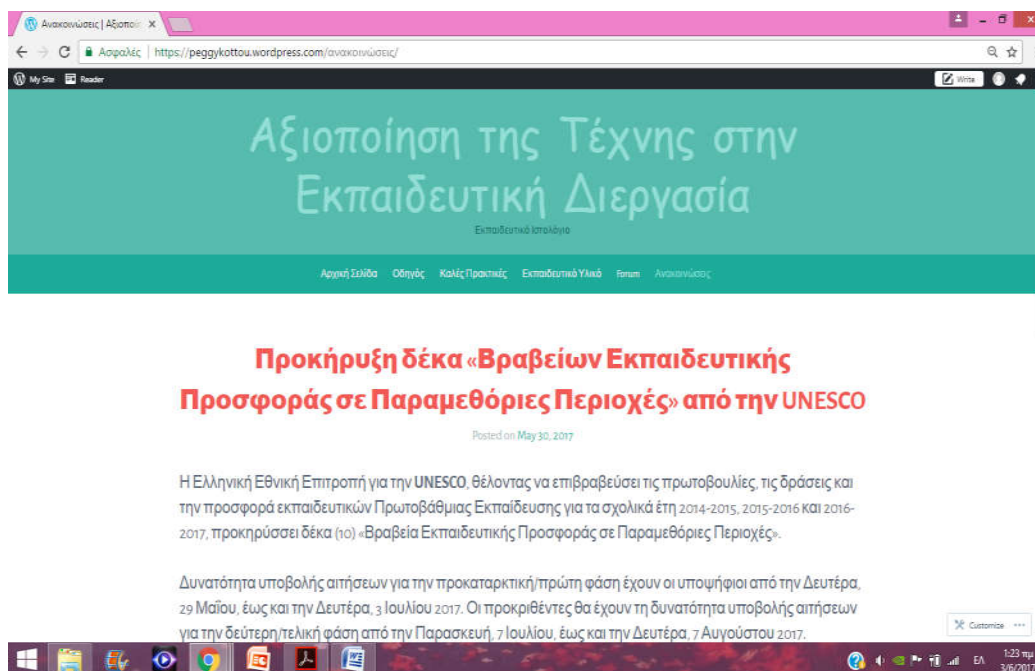 Ανακοινώσεις | Αξιοποί
Ασφαλές | https://peggykottou.wordpress.com/ανακοινώσεις/
My Site Reader Write
Αξιοποίηση της Τέχνης στην
Εκπαιδευτική Διεργασία
Εκπαιδευτικό Ιστολόγιο
Αρχική Σελίδα Οδηγός Καλές Πρακτικές Εκπαιδευτικό Υλικό Forum Ανακοινώσεις
Προκήρυξη δέκα «Βραβείων Εκπαιδευτικής
Προσφοράς σε Παραμεθόριες Περιοχές» από την UNESCO
Posted on May 30, 2017
Η Ελληνική Εθνική Επιτροπή για την UNESCO, θέλοντας να επιβραβεύσει τις πρωτοβουλίες, τις δράσεις και
την προσφορά εκπαιδευτικών Πρωτοβάθμιας Εκπαίδευσης για τα σχολικά έτη 2014-2015, 2015-2016 και 2016-
2017, προκηρύσσει δέκα (10) «Βραβεία Εκπαιδευτικής Προσφοράς σε Παραμεθόριες Περιοχές».
Δυνατότητα υποβολής αιτήσεων για την προκαταρκτική/πρώτη φάση έχουν οι υποψήφιοι από την Δευτέρα,
29 Μαΐου, έως και την Δευτέρα, 3 Ιουλίου 2017. Οι προκριθέντες θα έχουν τη δυνατότητα υποβολής αιτήσεων
για την δεύτερη/τελική φάση από την Παρασκευή, 7 Ιουλίου, έως και την Δευτέρα, 7 Αυγούστου 2017.
Customize
ΕΛ
1:23 πμ